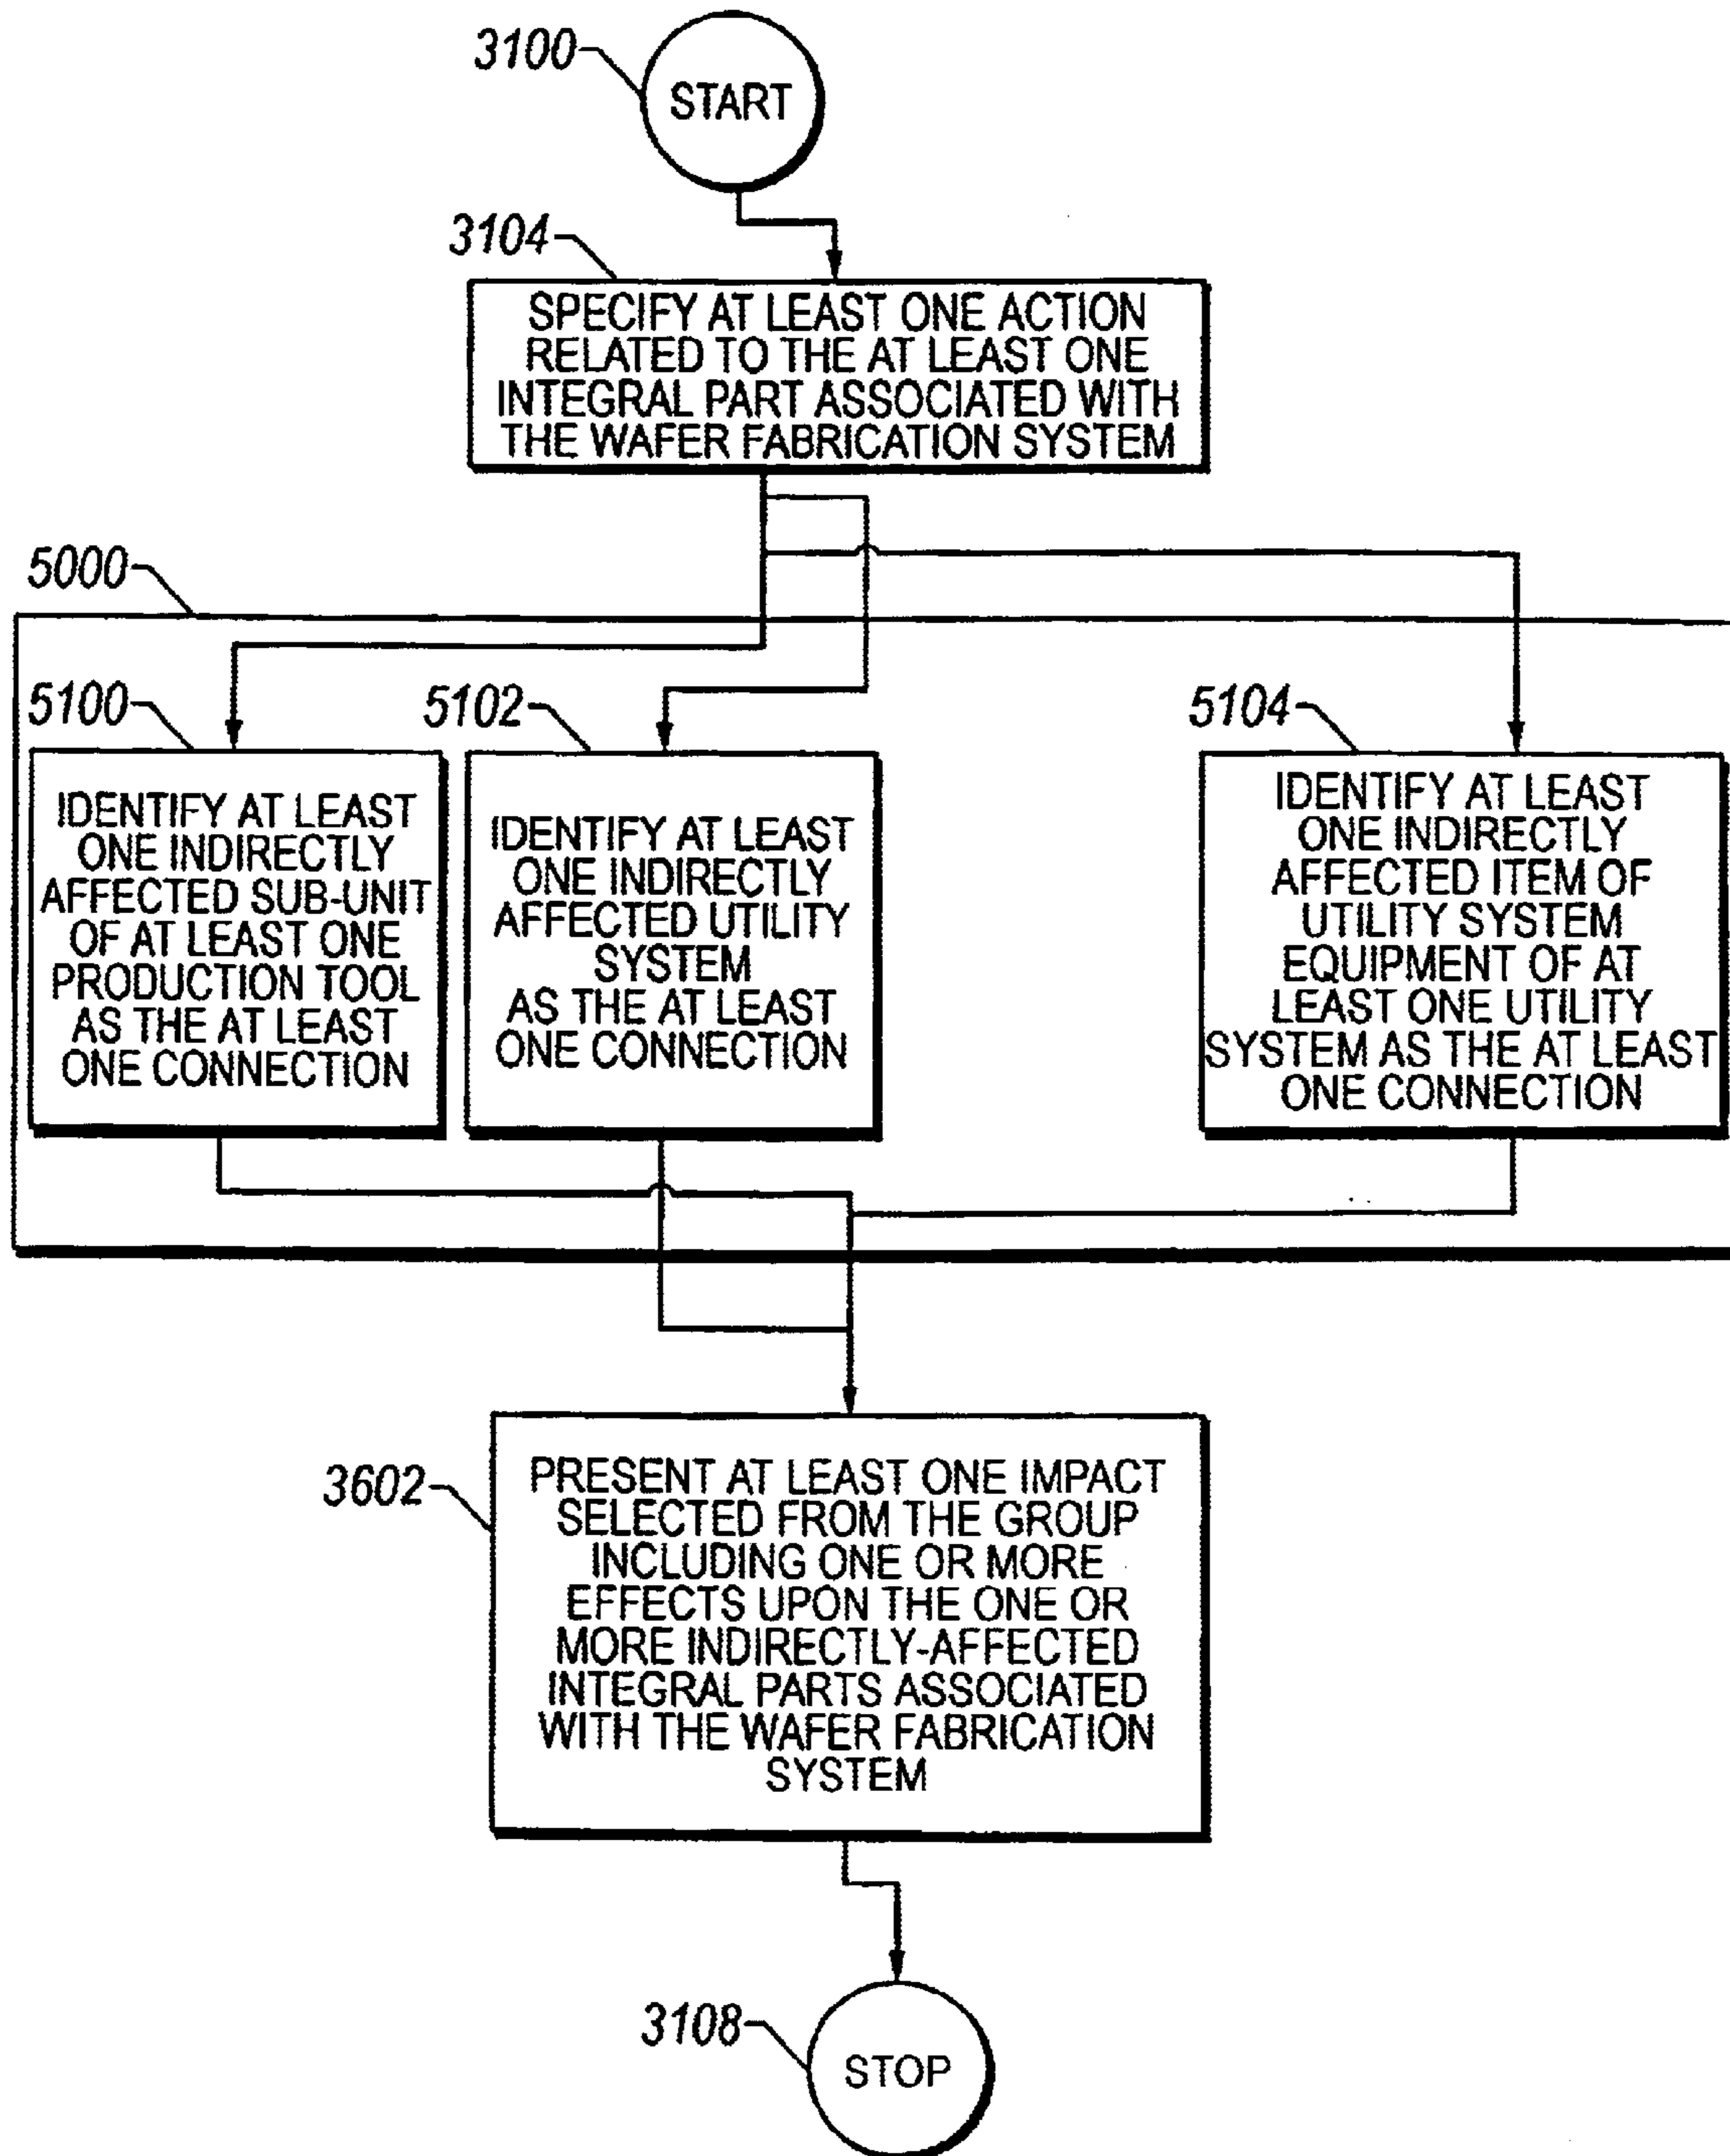 3100
START
3104
SPECIFY AT LEAST ONE ACTION
RELATED TO THE AT LEAST ONE
INTEGRAL PART ASSOCIATED WITH
THE WAFER FABRICATION SYSTEM
5000
5100
IDENTIFY AT LEAST
ONE INDIRECTLY
AFFECTED SUB-UNIT
OF AT LEAST ONE
PRODUCTION TOOL
AS THE AT LEAST
ONE CONNECTION
5102
IDENTIFY AT LEAST
ONE INDIRECTLY
AFFECTED UTILITY
SYSTEM
AS THE AT LEAST
ONE CONNECTION
5104
IDENTIFY AT LEAST
ONE INDIRECTLY
AFFECTED ITEM OF
UTILITY SYSTEM
EQUIPMENT OF AT
LEAST ONE UTILITY
SYSTEM AS THE AT LEAST
ONE CONNECTION
3602
PRESENT AT LEAST ONE IMPACT
SELECTED FROM THE GROUP
INCLUDING ONE OR MORE
EFFECTS UPON THE ONE OR
MORE INDIRECTLY-AFFECTED
INTEGRAL PARTS ASSOCIATED
WITH THE WAFER FABRICATION
SYSTEM
3108
STOP